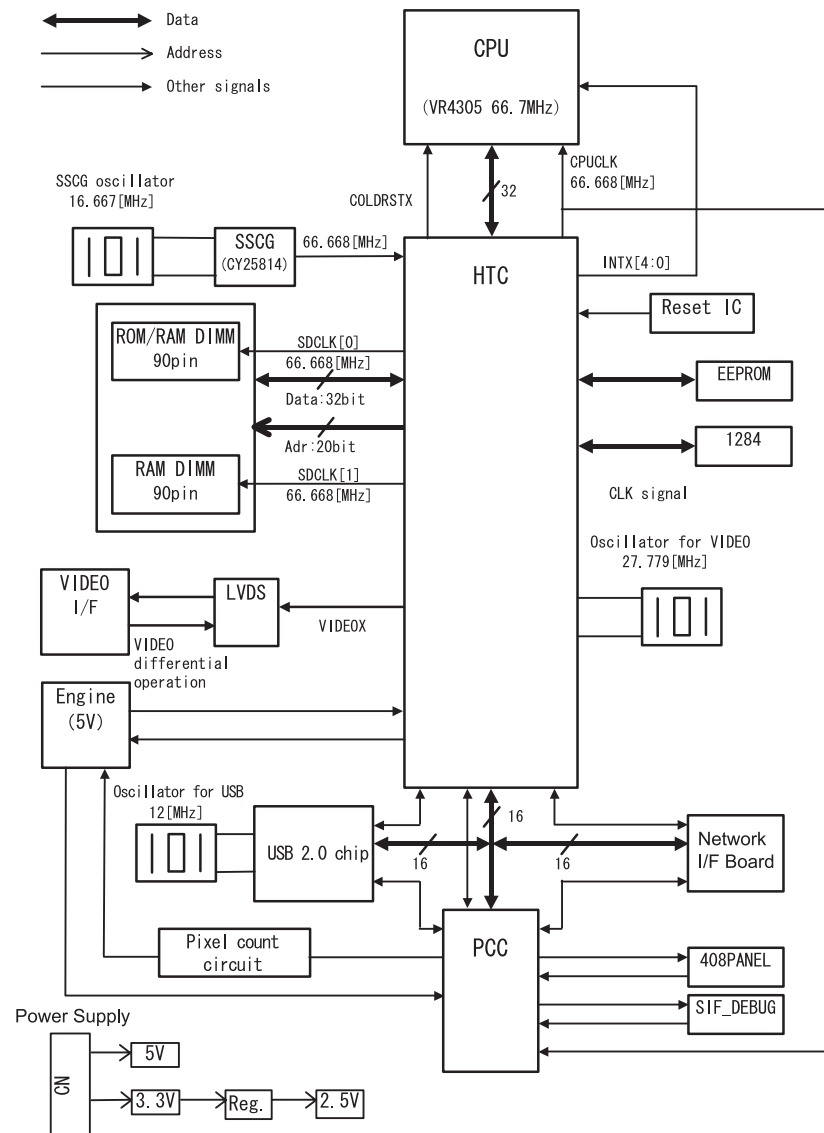 Data
Address
Other signals
CPU
(VR4305 66.7MHz)
SSCG oscillator
16.667[MHz]
COLDRSTX
32
CPUCLK
66.668[MHz]
SSCG
(CY25814)
66.668[MHz]
HTC
INTX[4:0]
Reset IC
ROM/RAM DIMM
90pin
SDCLK[0]
66.668[MHz]
Data:32bit
EEPROM
Adr:20bit
1284
RAM DIMM
90pin
SDCLK[1]
66.668[MHz]
CLK signal
Oscillator for VIDEO
27.779[MHz]
VIDEO
I/F
LVDS
VIDEOX
VIDEO
differential
operation
Engine
(5V)
Oscillator for USB
12[MHz]
USB 2.0 chip
16
16
16
Network
I/F Board
Pixel count
circuit
PCC
408PANEL
SIF_DEBUG
Power Supply
CN
5V
3.3V
Reg.
2.5V